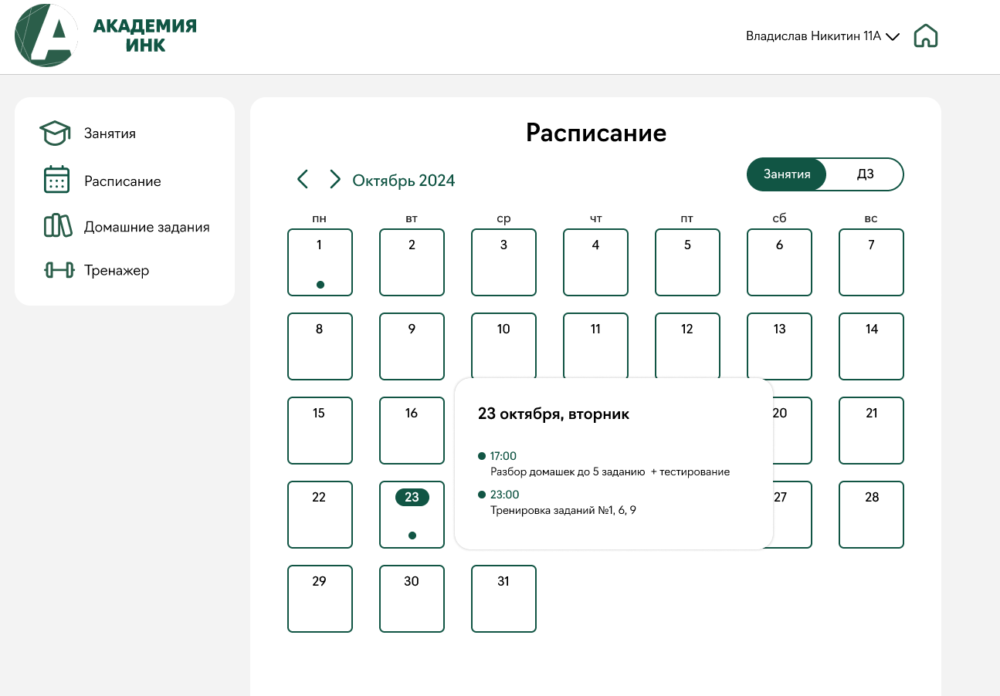 АКАДЕМИЯ
ИНК
Владислав Никитин 11А
Занятия
Расписание
Домашние задания
Тренажер
Расписание
Октябрь 2024
Занятия ДЗ
пн вт ср чт пт сб вс
1 2 3 4 5 6 7
8 9 10 11 12 13 14
15 16 20 21
22 23 27 28
29 30 31
23 октября, вторник
17:00
Разбор домашек до 5 заданию + тестирование
23:00
Тренировка заданий №1, 6, 9